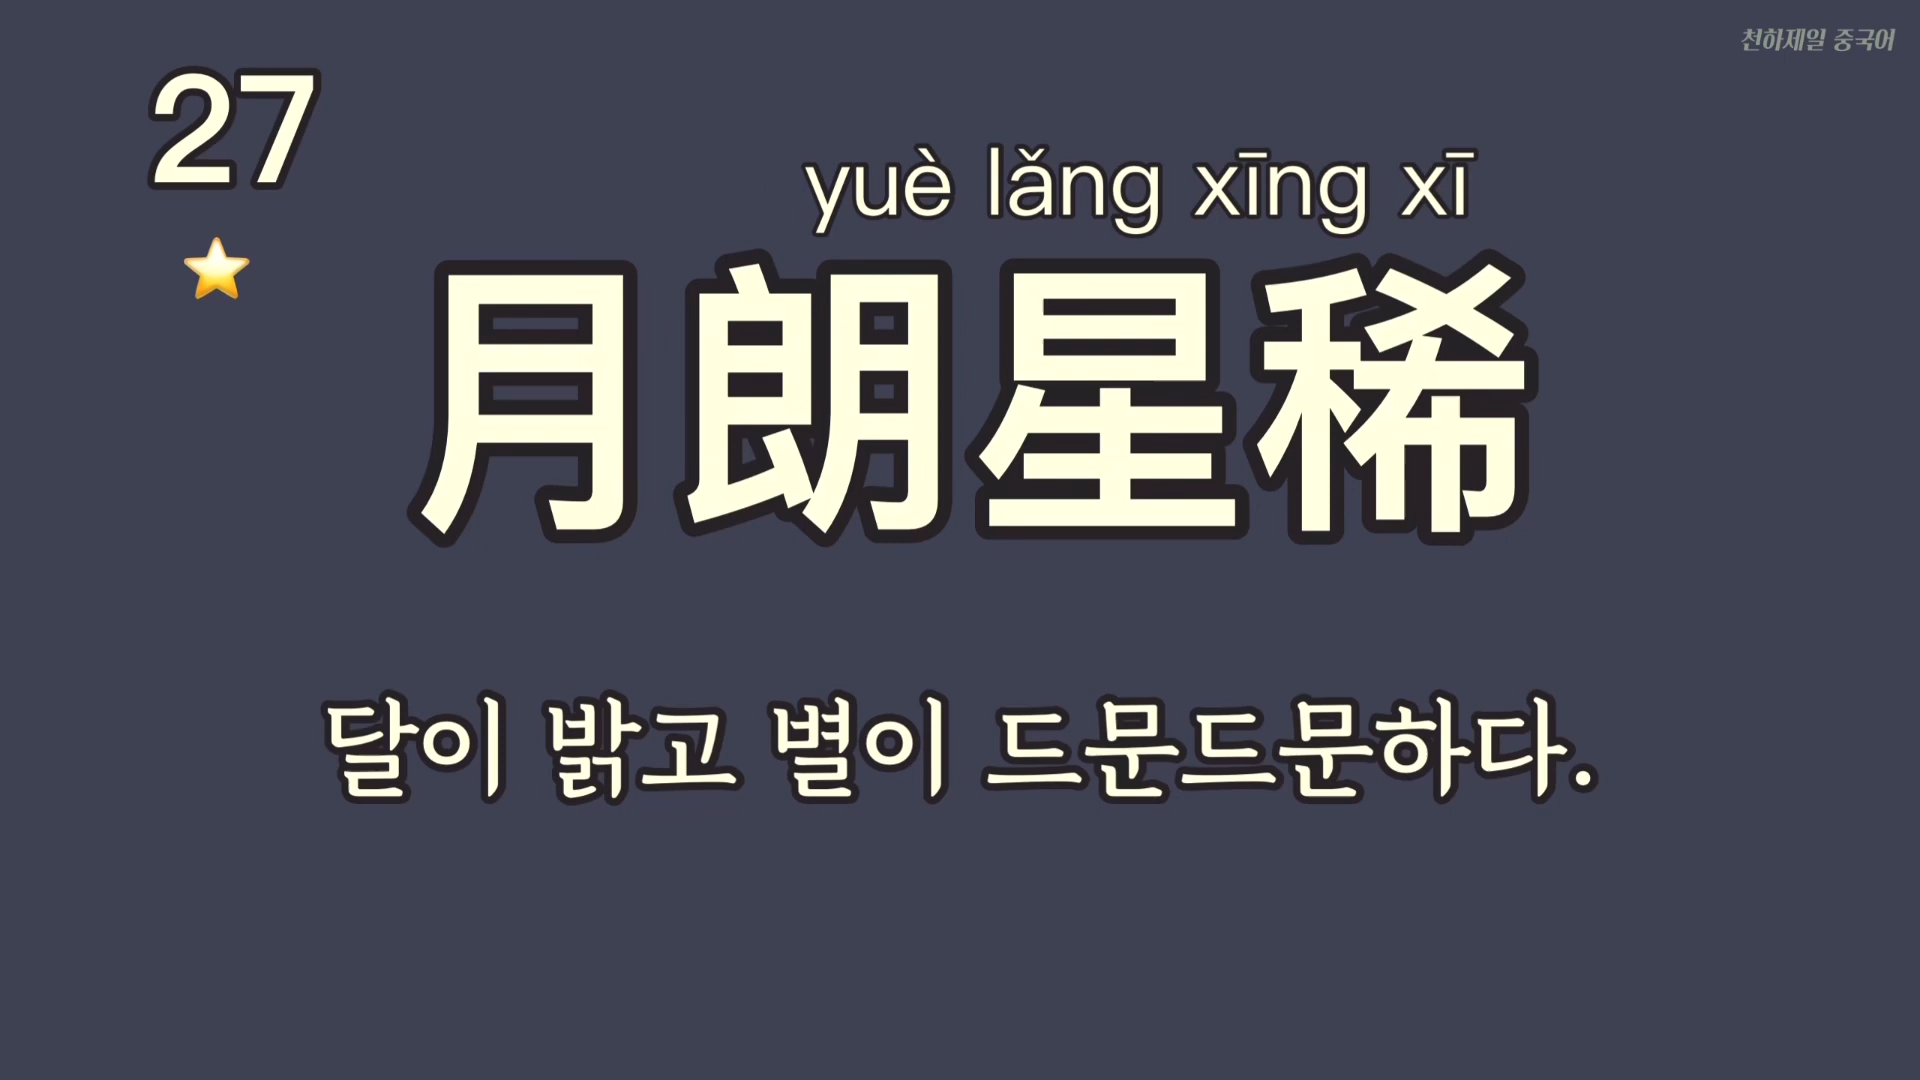 천하제일 중국어
27
yuè lǎng xīng xī
月朗星稀
달이 밝고 별이 드문드문하다.